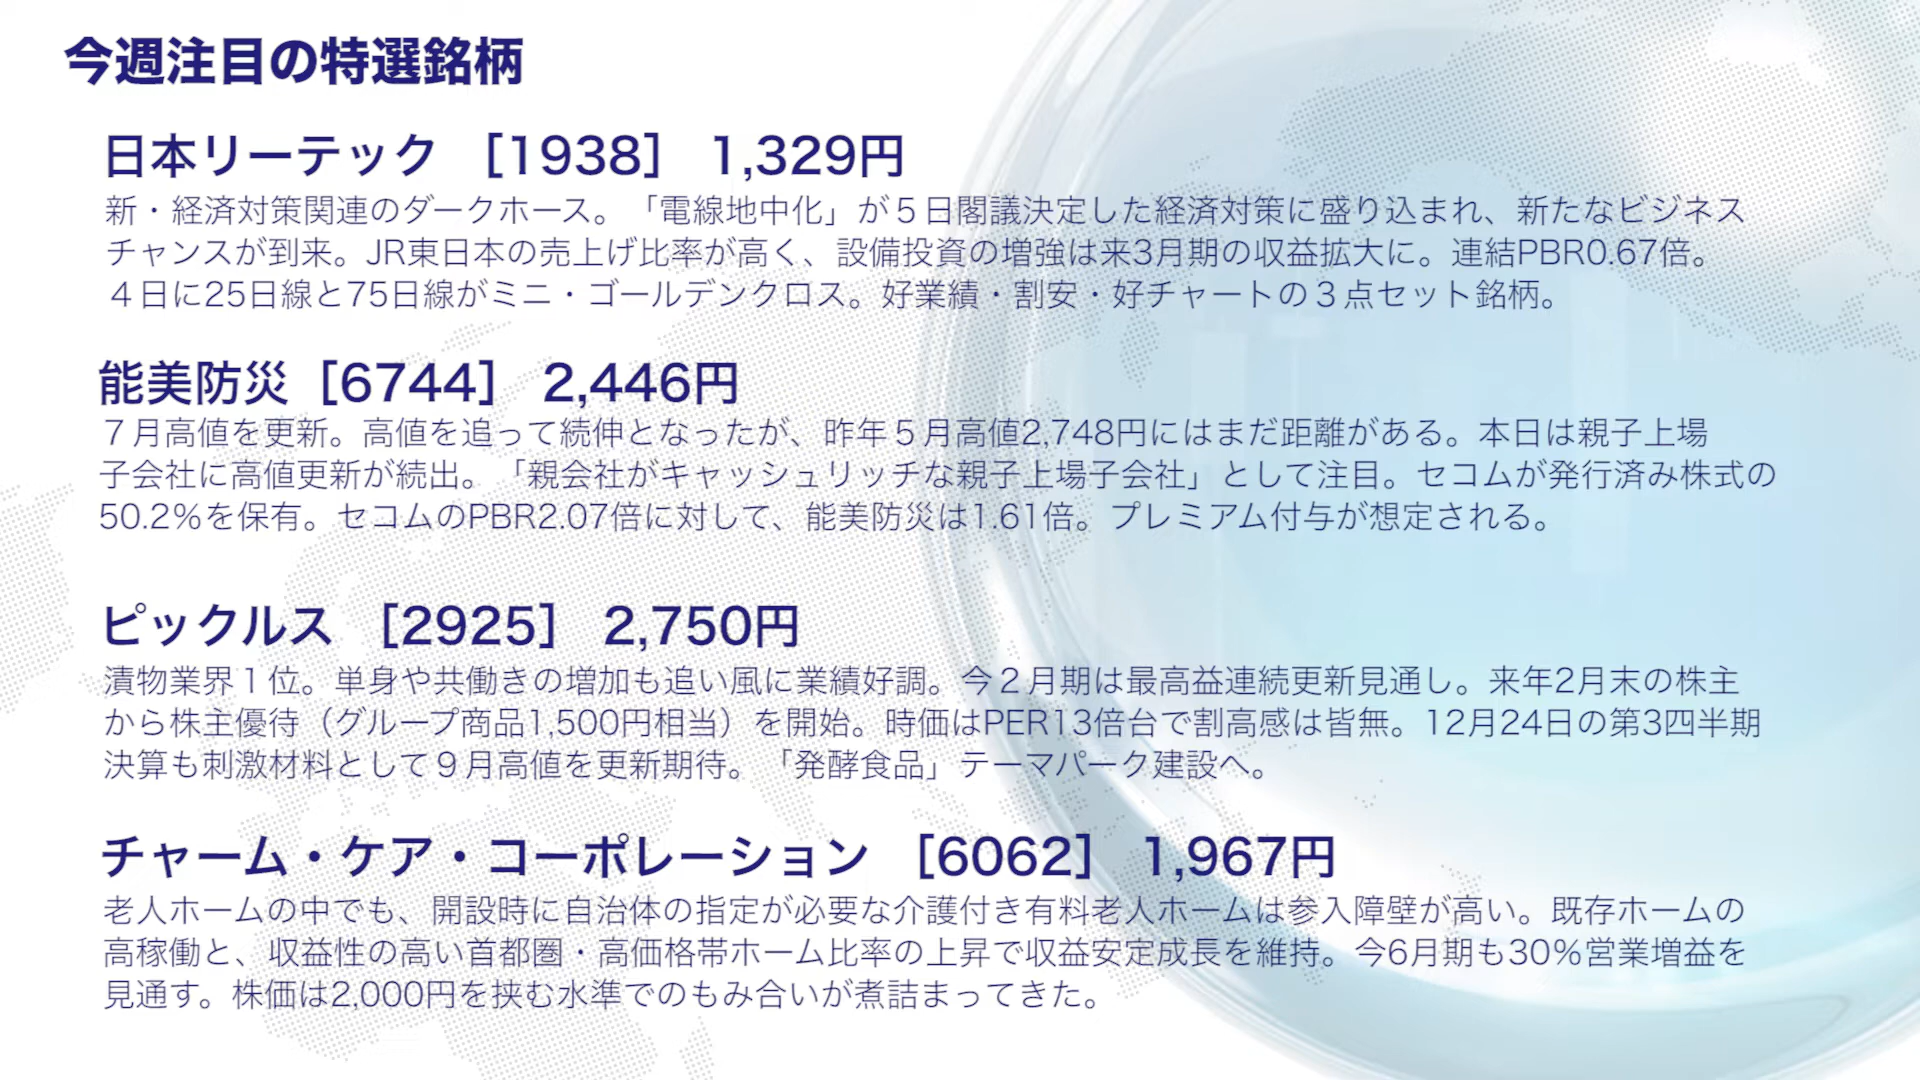 今週注目の特選銘柄
日本リーテック ［1938］ 1,329円
新・経済対策関連のダークホース。「電線地中化」が５日閣議決定した経済対策に盛り込まれ、新たなビジネス
チャンスが到来。JR東日本の売上げ比率が高く、設備投資の増強は来3月期の収益拡大に。連結PBR0.67倍。
４日に25日線と75日線がミニ・ゴールデンクロス。好業績・割安・好チャートの３点セット銘柄。
能美防災［6744］ 2,446円
７月高値を更新。高値を追って続伸となったが、昨年５月高値2,748円にはまだ距離がある。本日は親子上場
子会社に高値更新が続出。「親会社がキャッシュリッチな親子上場子会社」として注目。セコムが発行済み株式の
50.2%を保有。セコムのPBR2.07倍に対して、能美防災は1.61倍。プレミアム付与が想定される。
ピックルス ［2925］ 2,750円
漬物業界１位。単身や共働きの増加も追い風に業績好調。今２月期は最高益連続更新見通し。来年2月末の株主
から株主優待（グループ商品1,500円相当）を開始。時価はPER13倍台で割高感は皆無。12月24日の第3四半期
決算も刺激材料として９月高値を更新期待。「発酵食品」テーマパーク建設へ。
チャーム・ケア・コーポレーション ［6062］ 1,967円
老人ホームの中でも、開設時に自治体の指定が必要な介護付き有料老人ホームは参入障壁が高い。既存ホームの
高稼働と、収益性の高い首都圏・高価格帯ホーム比率の上昇で収益安定成長を維持。今6月期も30%営業増益を
見通す。株価は2,000円を挟む水準でのもみ合いが煮詰まってきた。